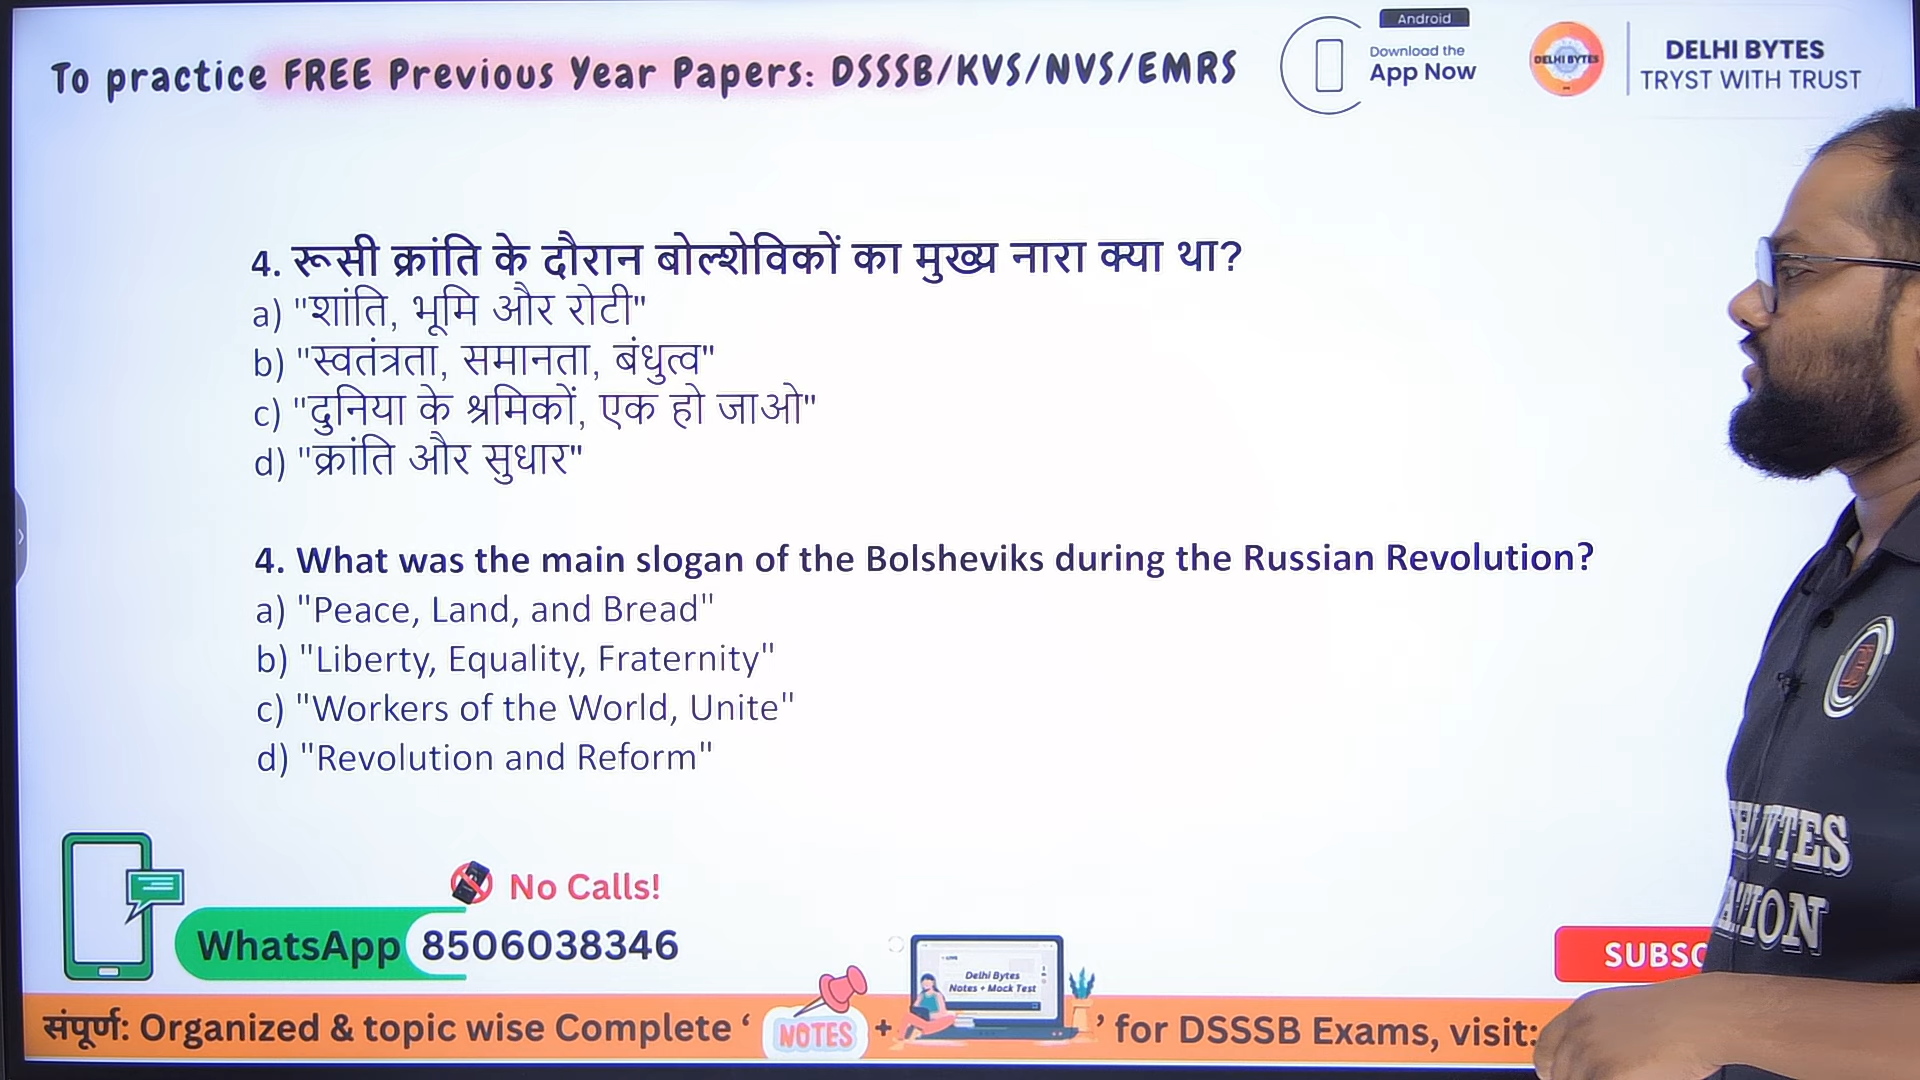 To practice FREE Previous Year Papers: DSSSB/KVS/NVS/EMRS
Android
Download the
App Now
DELHI BYTES
DELHI BYTES
TRYST WITH TRUST
4. रूसी क्रांति के दौरान बोल्शेविकों का मुख्य नारा क्या था?
a) "शांति, भूमि और रोटी"
b) "स्वतंत्रता, समानता, बंधुत्व"
c) "दुनिया के श्रमिकों, एक हो जाओ"
d) "क्रांति और सुधार"
4. What was the main slogan of the Bolsheviks during the Russian Revolution?
a) "Peace, Land, and Bread"
b) "Liberty, Equality, Fraternity"
c) "Workers of the World, Unite"
d) "Revolution and Reform"
No Calls!
WhatsApp 8506038346
SUBSC
Delhi Bytes
Notes + Mock Test
संपूर्ण: Organized & topic wise Complete ‘ NOTES + ’ for DSSSB Exams, visit: